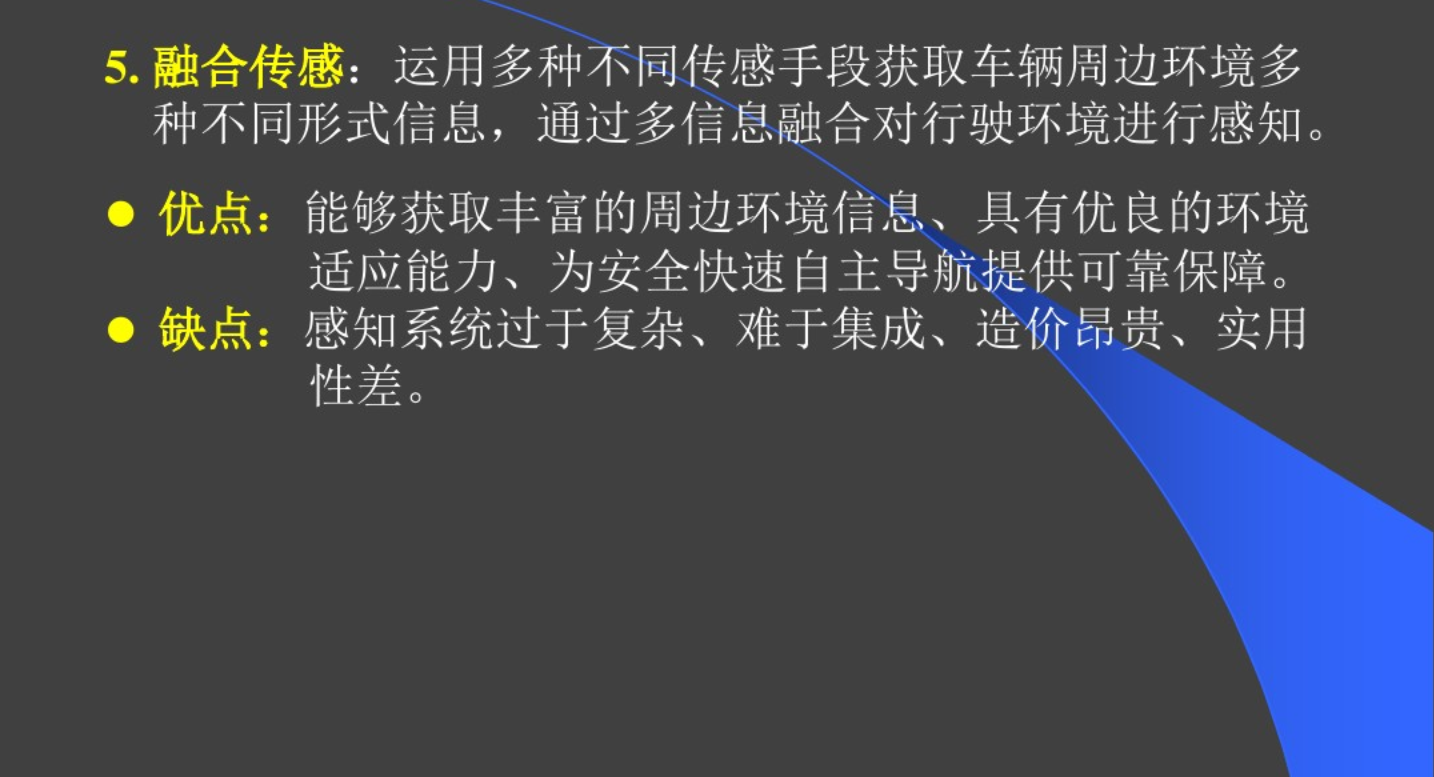 5. 融合传感：运用多种不同传感手段获取车辆周边环境多
种不同形式信息，通过多信息融合对行驶环境进行感知。
● 优点：能够获取丰富的周边环境信息、具有优良的环境
适应能力、为安全快速自主导航提供可靠保障。
● 缺点：感知系统过于复杂、难于集成、造价昂贵、实用
性差。